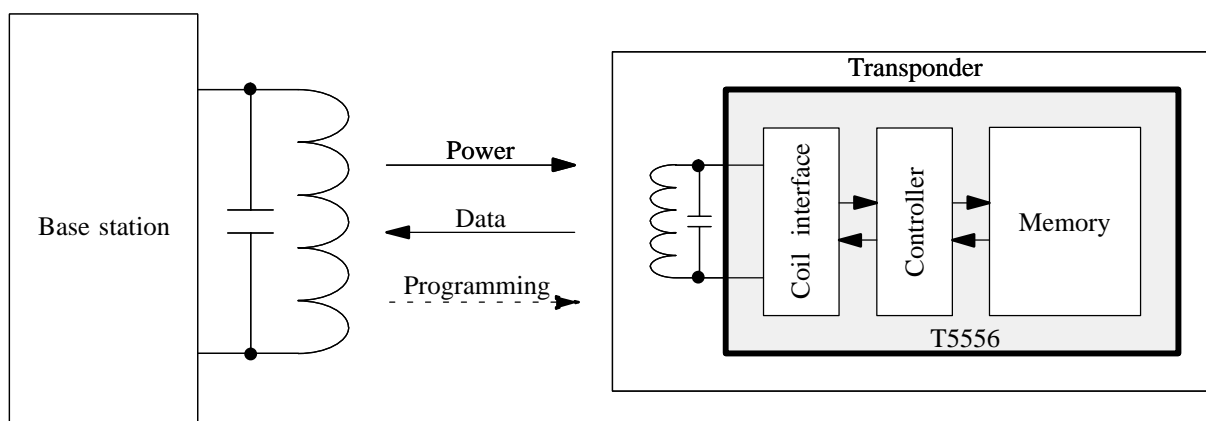 Base station
Power
Data
Programming
Transponder
Coil interface
Controller
Memory
T5556